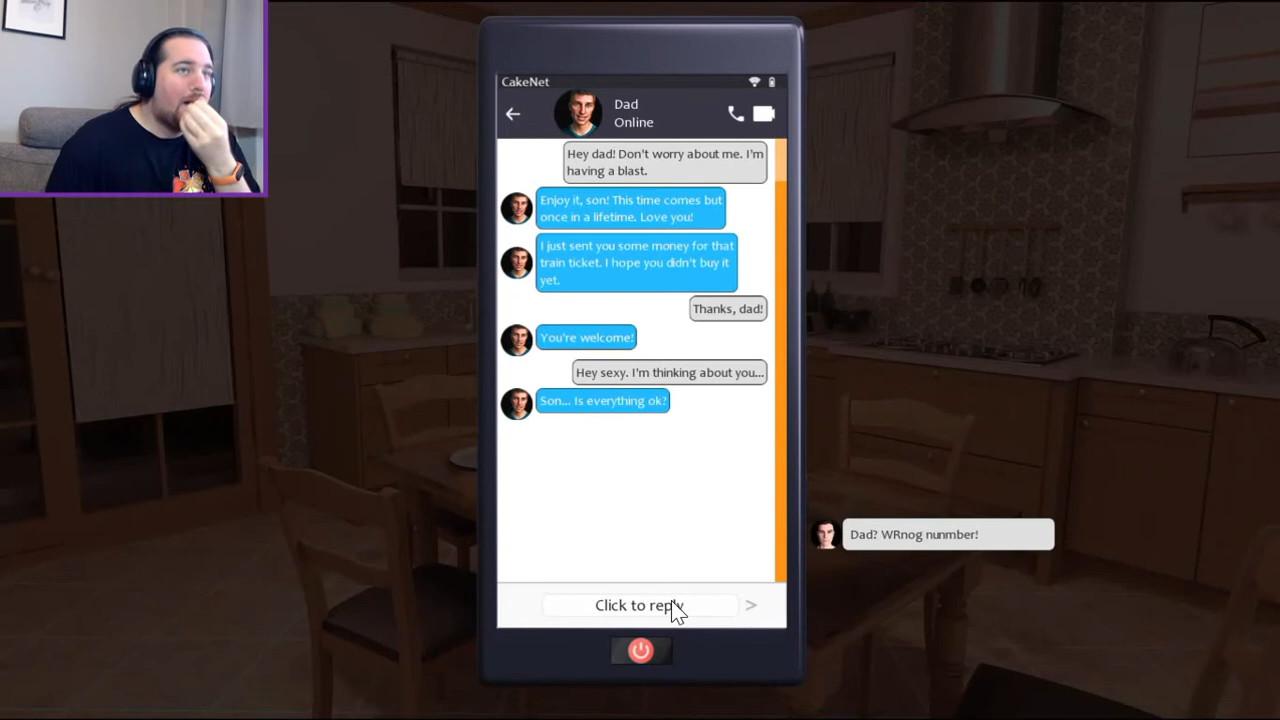 CakeNet
Dad
Online
Hey dad! Don't worry about me. I'm
having a blast.
Enjoy it, son! This time comes but
once in a lifetime. Love you!
I just sent you some money for that
train ticket. I hope you didn't buy it
yet.
Thanks, dad!
You're welcome!
Hey sexy. I'm thinking about you...
Son... Is everything ok?
Dad? WRnog nunmber!
Click to reply